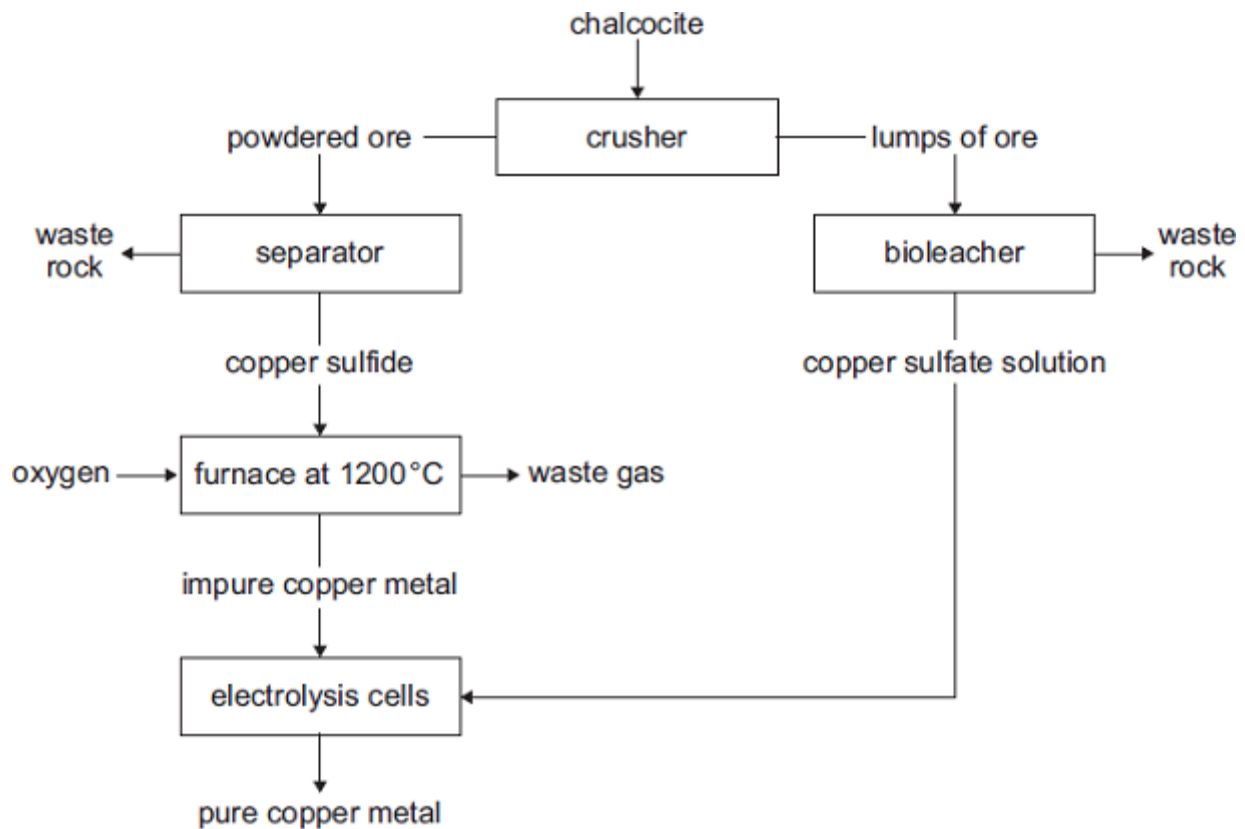 chalcocite
powdered ore
crusher
lumps of ore
waste
rock
separator
bioleacher
waste
rock
copper sulfide
copper sulfate solution
oxygen
furnace at 1200°C
waste gas
impure copper metal
electrolysis cells
pure copper metal